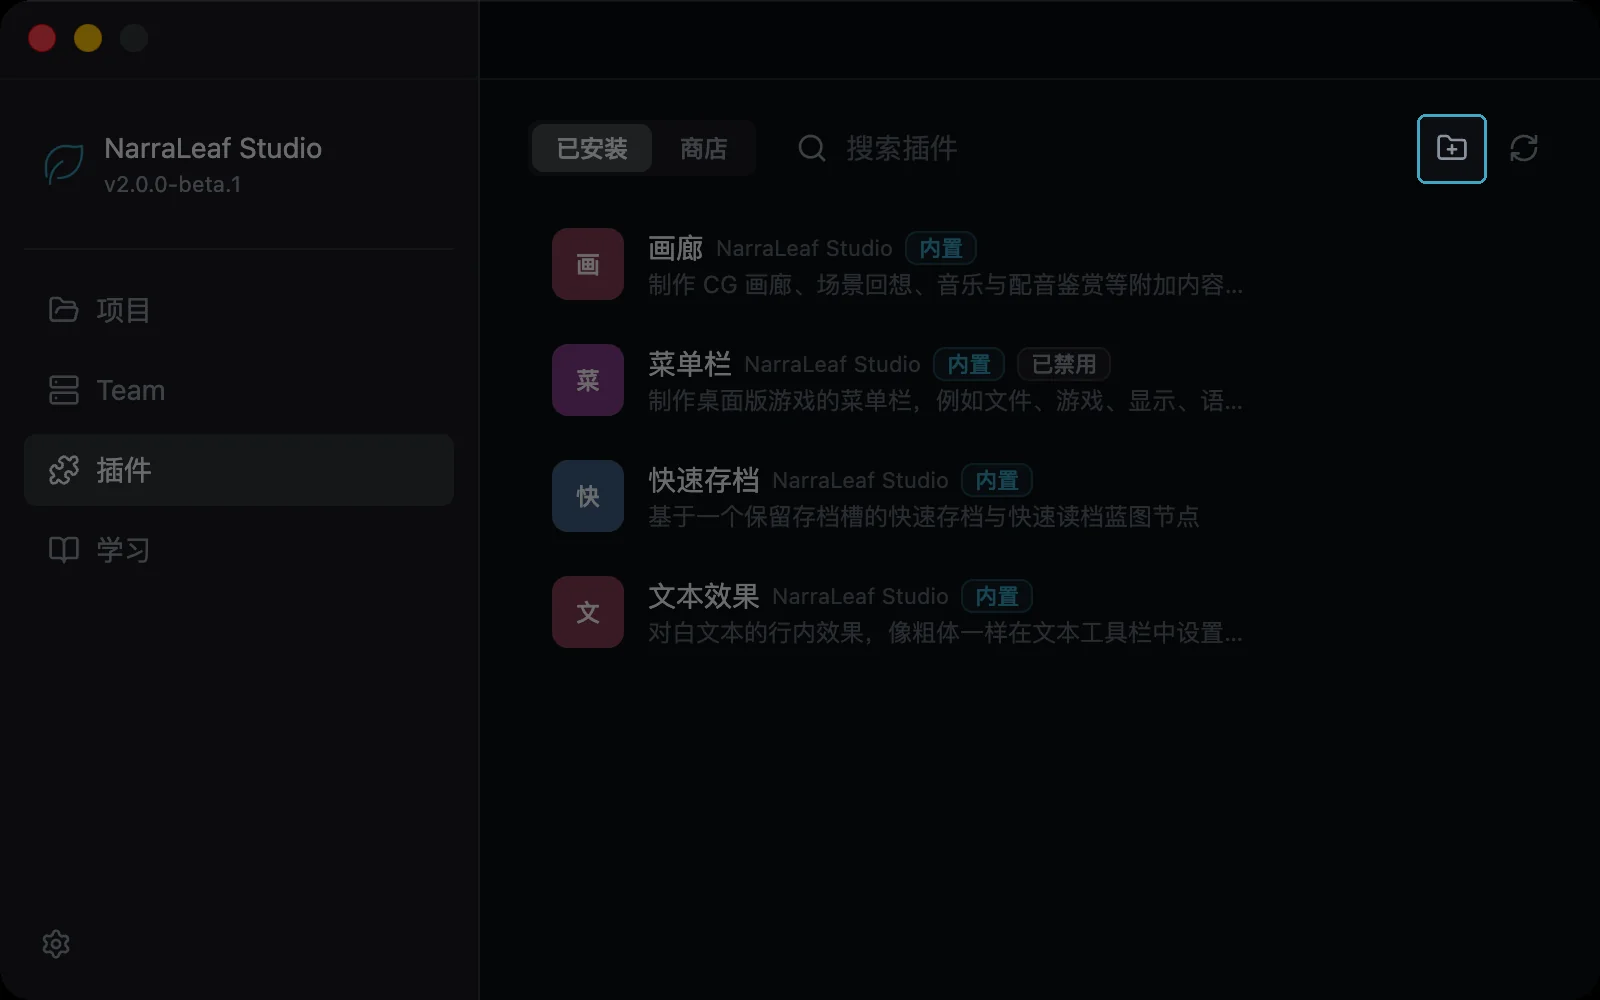 NarraLeaf Studio
v2.0.0-beta.1
项目
Team
插件
学习
已安装 商店 搜索插件
画 画廊 NarraLeaf Studio 内置
制作 CG 画廊、场景回想、音乐与配音鉴赏等附加内容...
菜 菜单栏 NarraLeaf Studio 内置 已禁用
制作桌面版游戏的菜单栏，例如文件、游戏、显示、语...
快 快速存档 NarraLeaf Studio 内置
基于一个保留存档槽的快速存档与快速读档蓝图节点
文 文本效果 NarraLeaf Studio 内置
对白文本的行内效果，像粗体一样在文本工具栏中设置...